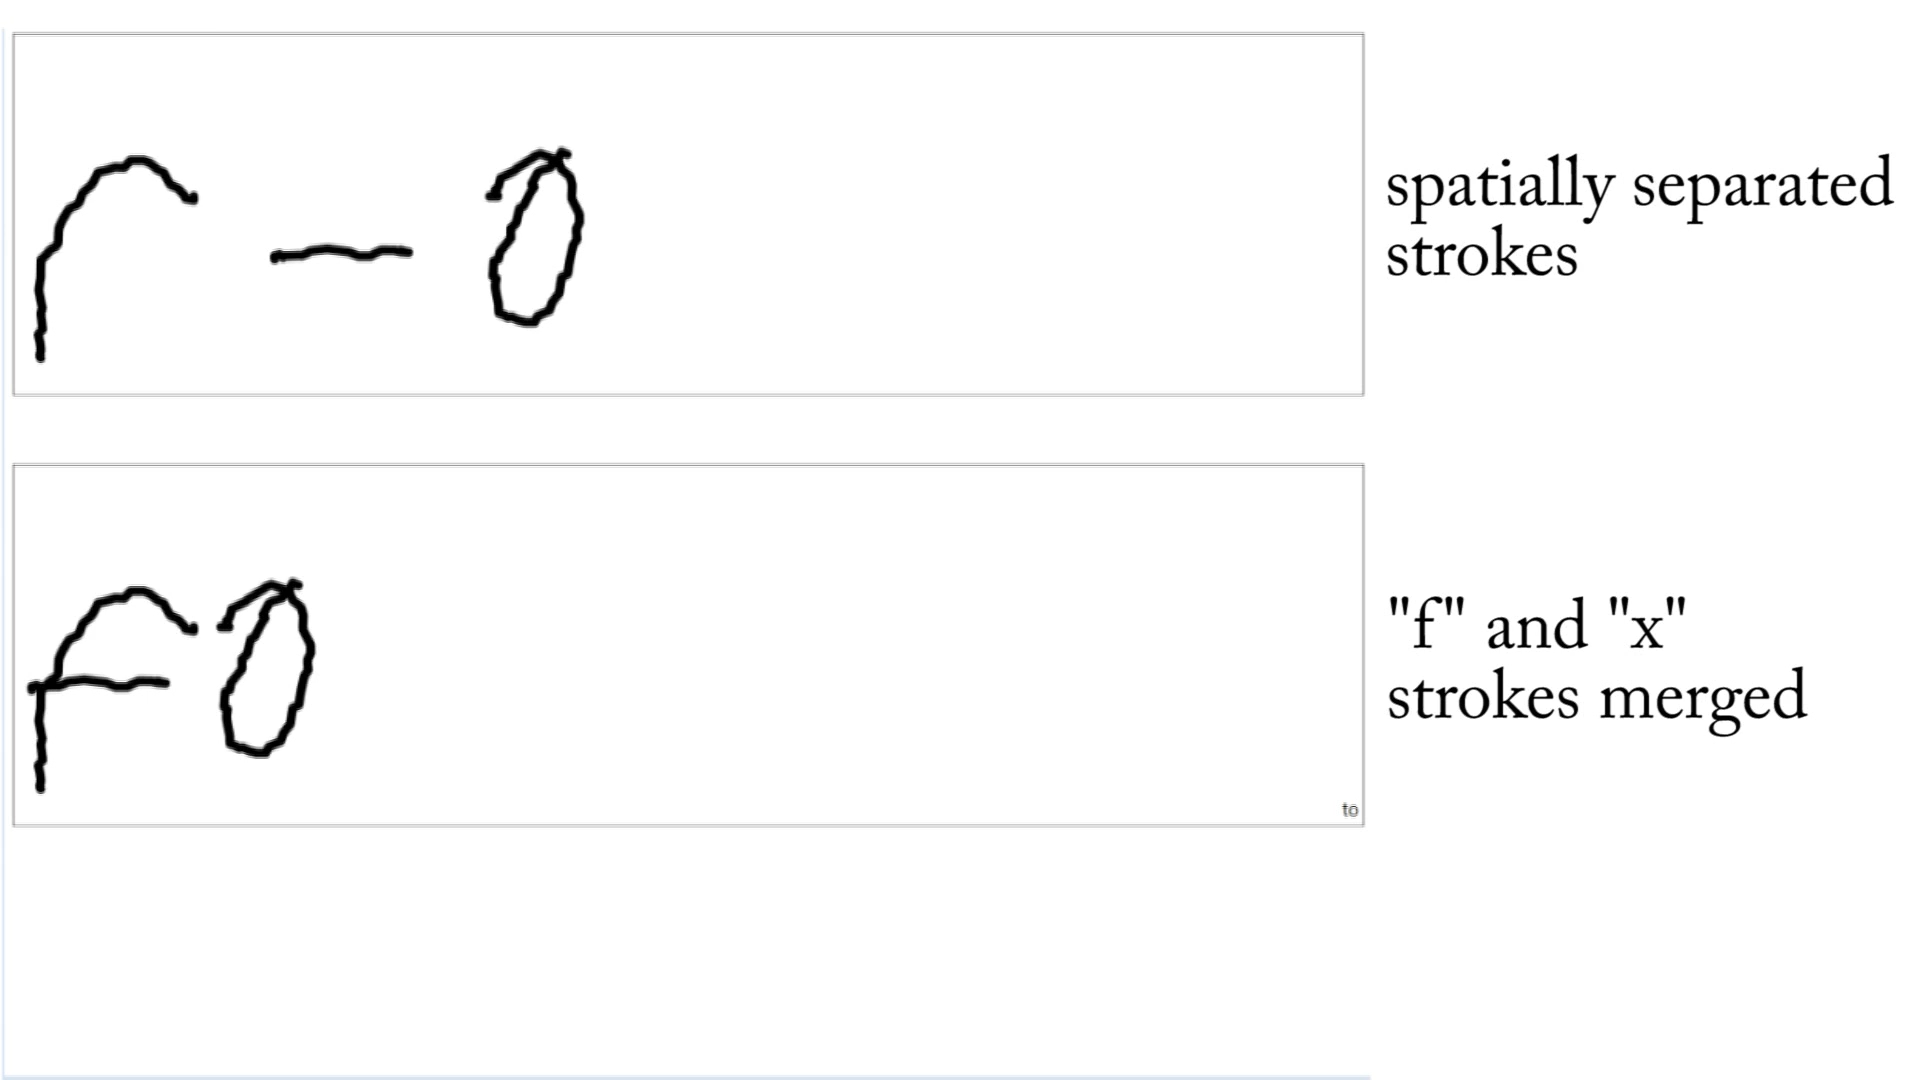 spatially separated
strokes
"f" and "x"
strokes merged
to